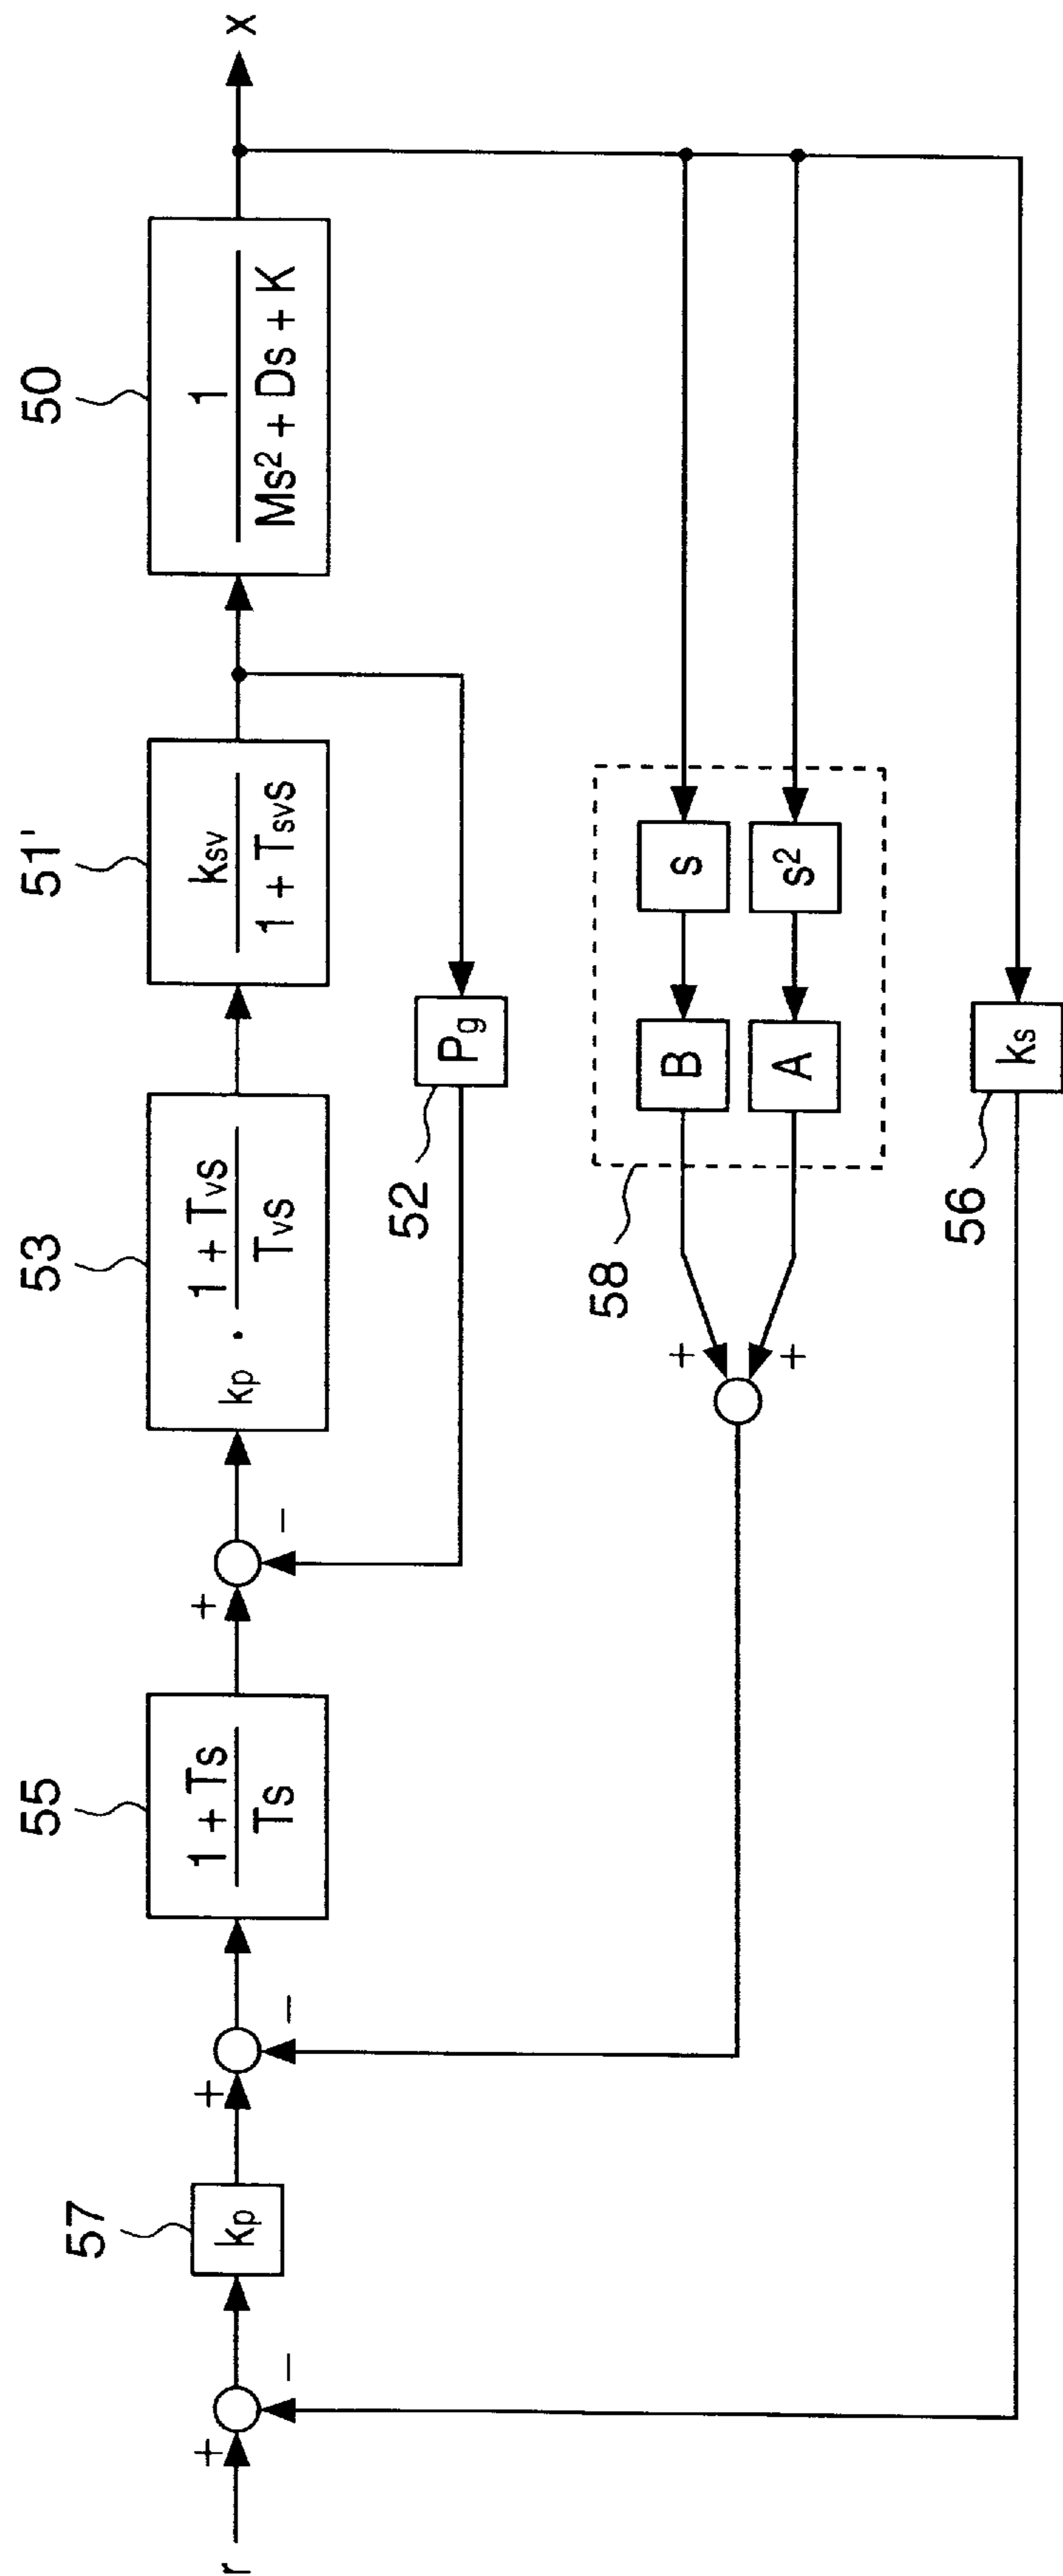 57
55
53
51'
50
r
+
−
kp
+
−
1 + Ts
Ts
+
−
kp · 1 + Tvs
Tvs
ksv
1 + Tsvs
1
Ms² + Ds + K
x
Pg
52
58
+
+
B
s
A
s²
56
ks